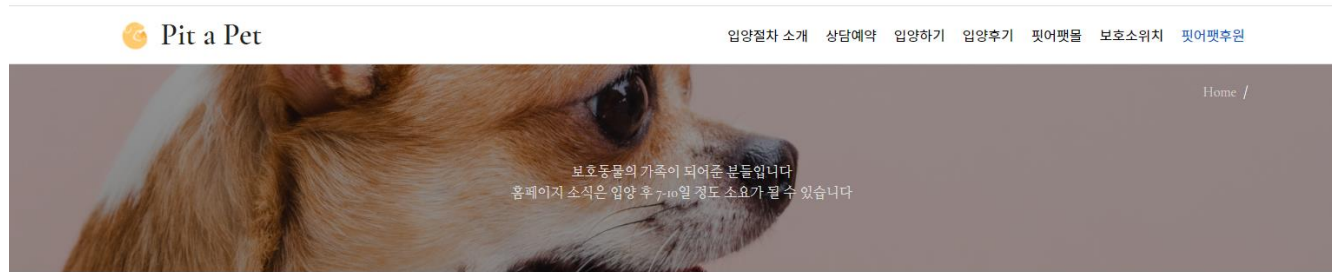 Pit a Pet
입양절차 소개 상담예약 입양하기 입양후기 핏어팻몰 보호소위치 핏어팻후원
Home /
보호동물의 가족이 되어준 분들입니다
홈페이지 소식은 입양 후 7-10일 정도 소요가 될 수 있습니다